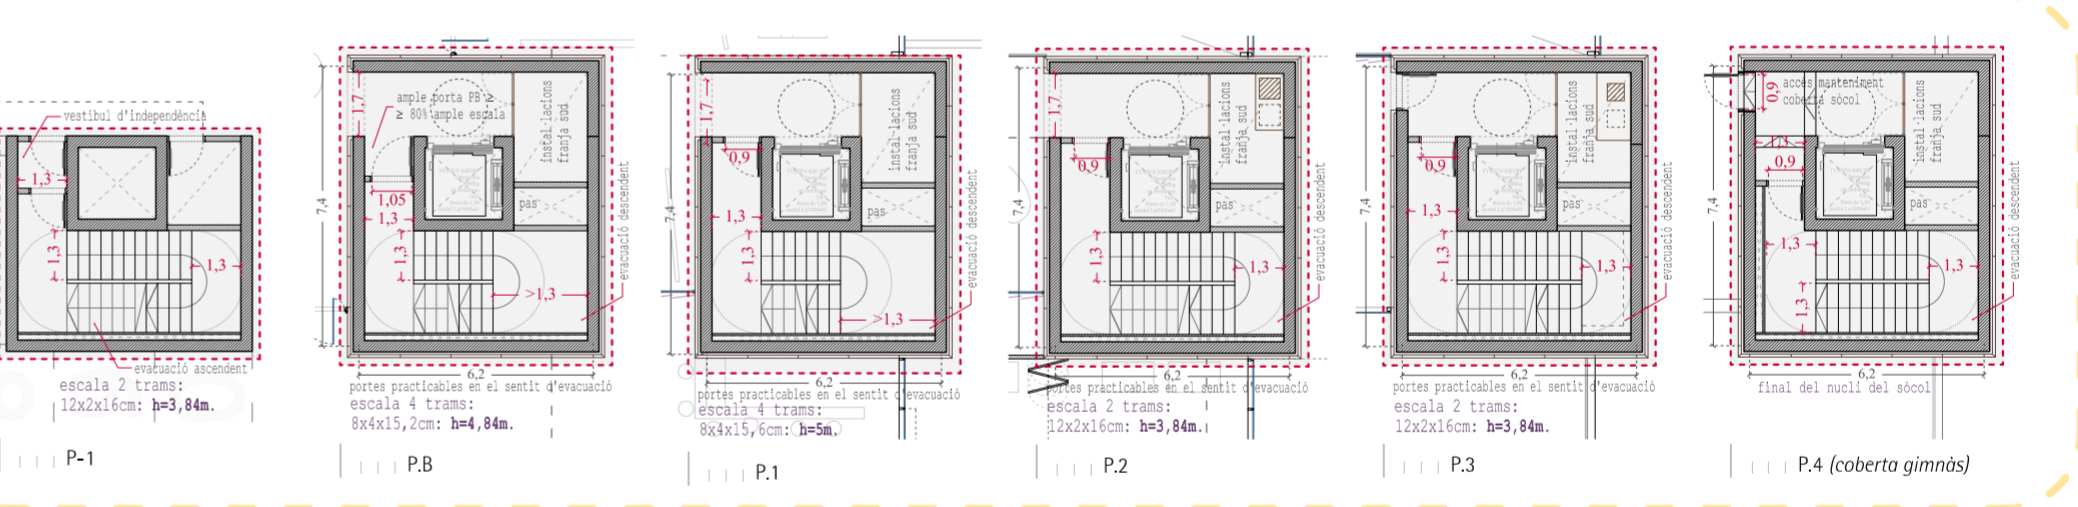 vestíbul d'independència
1,3
1,3
1,3
evacuació ascendent
escala 2 trams:
12x2x16cm: h=3,84m.
P-1
1,7
ample porta PB ≥
≥ 80% ample escala
instal·lacions
franja sud
7,4
1,05
1,3
pas
1,3
>1,3
evacuació descendent
6,2
portes practicables en el sentit d'evacuació
escala 4 trams:
8x4x15,2cm: h=4,84m.
P.B
1,7
instal·lacions
franja sud
0,9
7,4
1,3
pas
1,3
>1,3
evacuació descendent
6,2
portes practicables en el sentit d'evacuació
escala 4 trams:
8x4x15,6cm: h=5m.
P.1
1,7
instal·lacions
franja sud
0,9
7,4
pas
1,3
1,3
evacuació descendent
6,2
portes practicables en el sentit d'evacuació
escala 2 trams:
12x2x16cm: h=3,84m.
P.2
instal·lacions
franja sud
0,9
7,4
1,3
pas
1,3
1,3
evacuació descendent
6,2
portes practicables en el sentit d'evacuació
escala 2 trams:
12x2x16cm: h=3,84m.
P.3
0,9
accés manteniment
coberta sòcol
instal·lacions
franja sud
1,3
0,9
7,4
pas
1,3
1,3
1,3
evacuació descendent
6,2
final del nucli del sòcol
P.4 (coberta gimnàs)